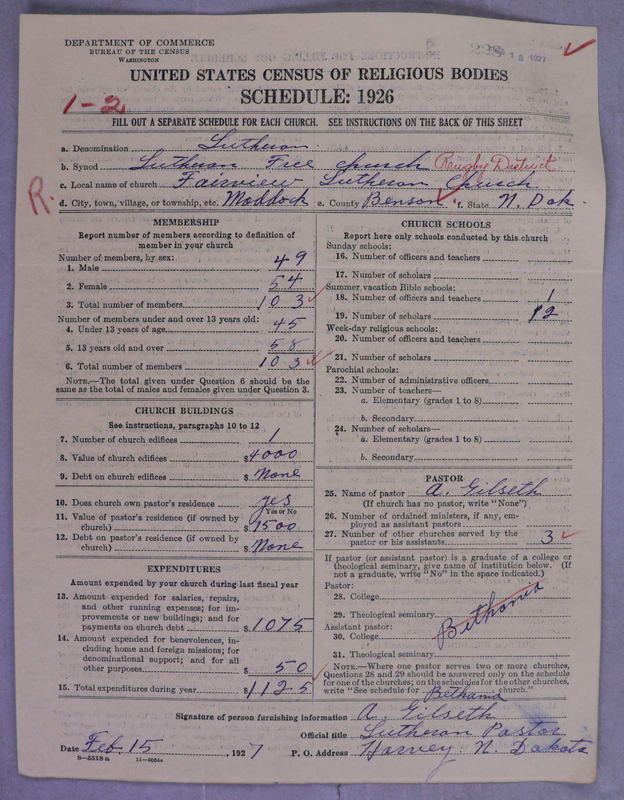 DEPARTMENT OF COMMERCE
BUREAU OF THE CENSUS
WASHINGTON
228
18 1927
UNITED STATES CENSUS OF RELIGIOUS BODIES
SCHEDULE: 1926
1-2
FILL OUT A SEPARATE SCHEDULE FOR EACH CHURCH. SEE INSTRUCTIONS ON THE BACK OF THIS SHEET
a. Denomination Lutheran
b. Synod Lutheran Free church Rugby District
c. Local name of church Fairview Lutheran Church
R.
d. City, town, village, or township, etc. Maddock e. County Benson f. State N. Dak.
MEMBERSHIP
Report number of members according to definition of
member in your church
Number of members, by sex:
1. Male 49
2. Female 54
3. Total number of members 103
Number of members under and over 13 years old:
4. Under 13 years of age 45
5. 13 years old and over 58
6. Total number of members 103
NOTE.—The total given under Question 6 should be
same as the total of males and females given under Question 3.
CHURCH BUILDINGS
See instructions, paragraphs 10 to 12
7. Number of church edifices 1
8. Value of church edifices $4000
9. Debt on church edifices $None
10. Does church own pastor's residence yes
Yes or No
11. Value of pastor's residence (if owned by
church) $1500
12. Debt on pastor's residence (if owned by
church) $None
EXPENDITURES
Amount expended by your church during last fiscal year
13. Amount expended for salaries, repairs,
and other running expenses; for im-
provements or new buildings; and for
payments on church debt $1075
14. Amount expended for benevolences, in-
cluding home and foreign missions; for
denominational support; and for all
other purposes $50
15. Total expenditures during year $1125
CHURCH SCHOOLS
Report here only schools conducted by this church
Sunday schools:
16. Number of officers and teachers
17. Number of scholars
Summer vacation Bible schools:
18. Number of officers and teachers 1
19. Number of scholars 12
Week-day religious schools:
20. Number of officers and teachers
21. Number of scholars
Parochial schools:
22. Number of administrative officers
23. Number of teachers—
a. Elementary (grades 1 to 8)
b. Secondary
24. Number of scholars—
a. Elementary (grades 1 to 8)
b. Secondary
PASTOR
25. Name of pastor A. Gilseth
(If church has no pastor, write "None")
26. Number of ordained ministers, if any, em-
ployed as assistant pastors
27. Number of other churches served by the
pastor or his assistants 3
If pastor (or assistant pastor) is a graduate of a college or
theological seminary, give name of institution below. (If
not a graduate, write "No" in the space indicated.)
Pastor:
28. College
29. Theological seminary
Bethania
Assistant pastor:
30. College
31. Theological seminary
NOTE.—Where one pastor serves two or more churches,
Questions 28 and 29 should be answered only on the schedule
for one of the churches; on the schedules for the other churches,
write "See schedule for Bethania church."
Signature of person furnishing information A. Gilseth
Official title Lutheran Pastor
Date Feb. 15, 1927 P. O. Address Harvey. N. Dakota
8—5518 a 11—9054a